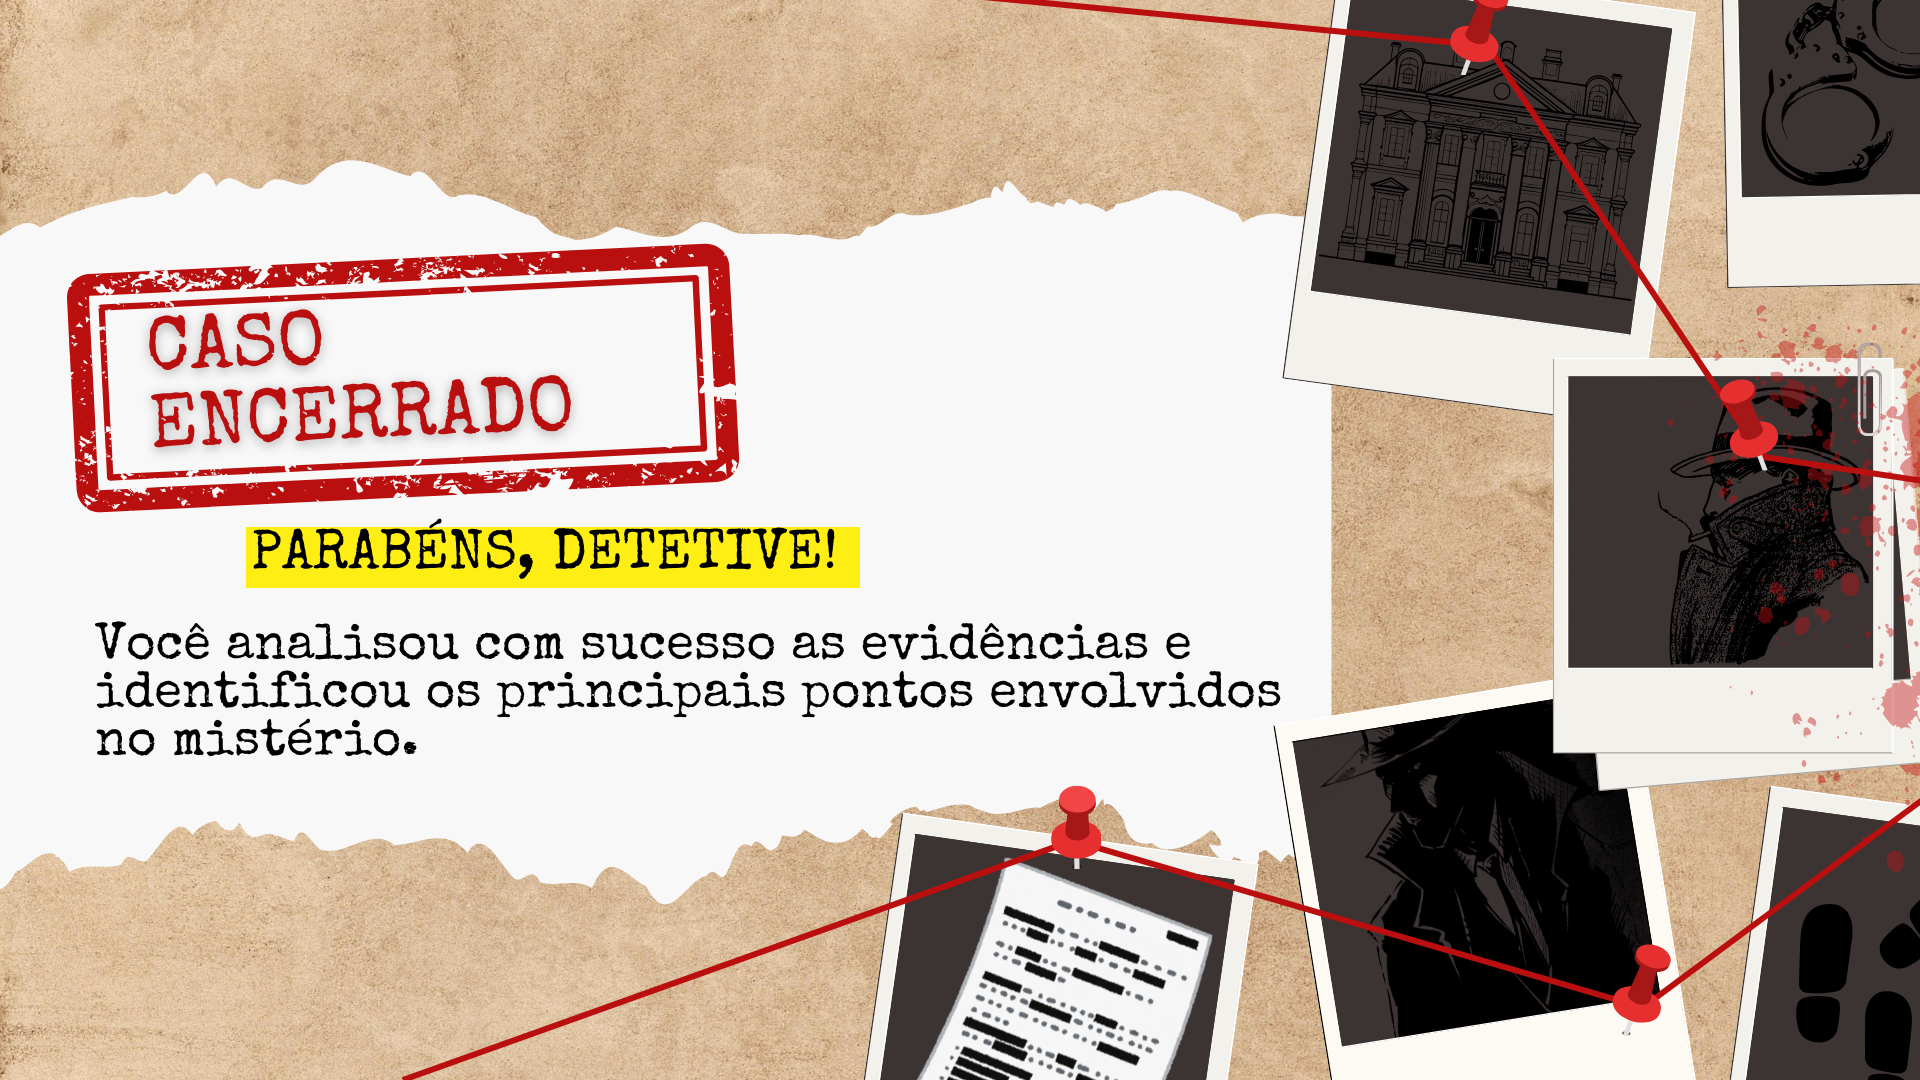 CASO
ENCERRADO
PARABÉNS, DETETIVE!
Você analisou com sucesso as evidências e
identificou os principais pontos envolvidos
no mistério.